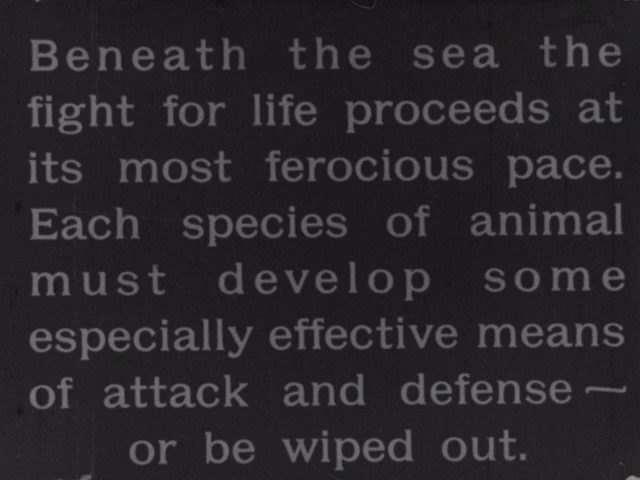 Beneath the sea the
fight for life proceeds at
its most ferocious pace.
Each species of animal
must develop some
especially effective means
of attack and defense —
or be wiped out.